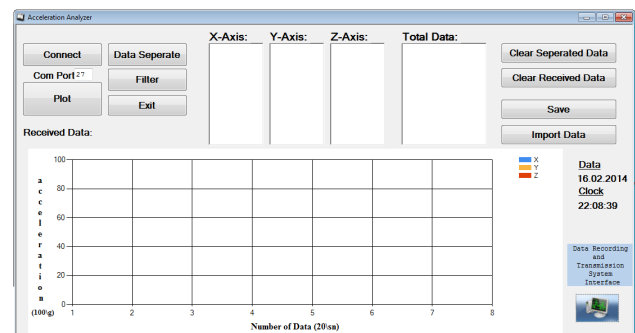 Acceleration Analyzer
X-Axis: Y-Axis: Z-Axis: Total Data:
Connect
Data Seperate
Clear Seperated Data
Com Port 27
Filter
Clear Received Data
Plot
Exit
Save
Received Data:
Import Data
100
80
60
40
20
0
acceleration
(100\g)
1 2 3 4 5 6 7 8
Number of Data (20\sn)
X
Y
Z
Data
16.02.2014
Clock
22:08:39
Data Recording
and
Transmission
System
Interface